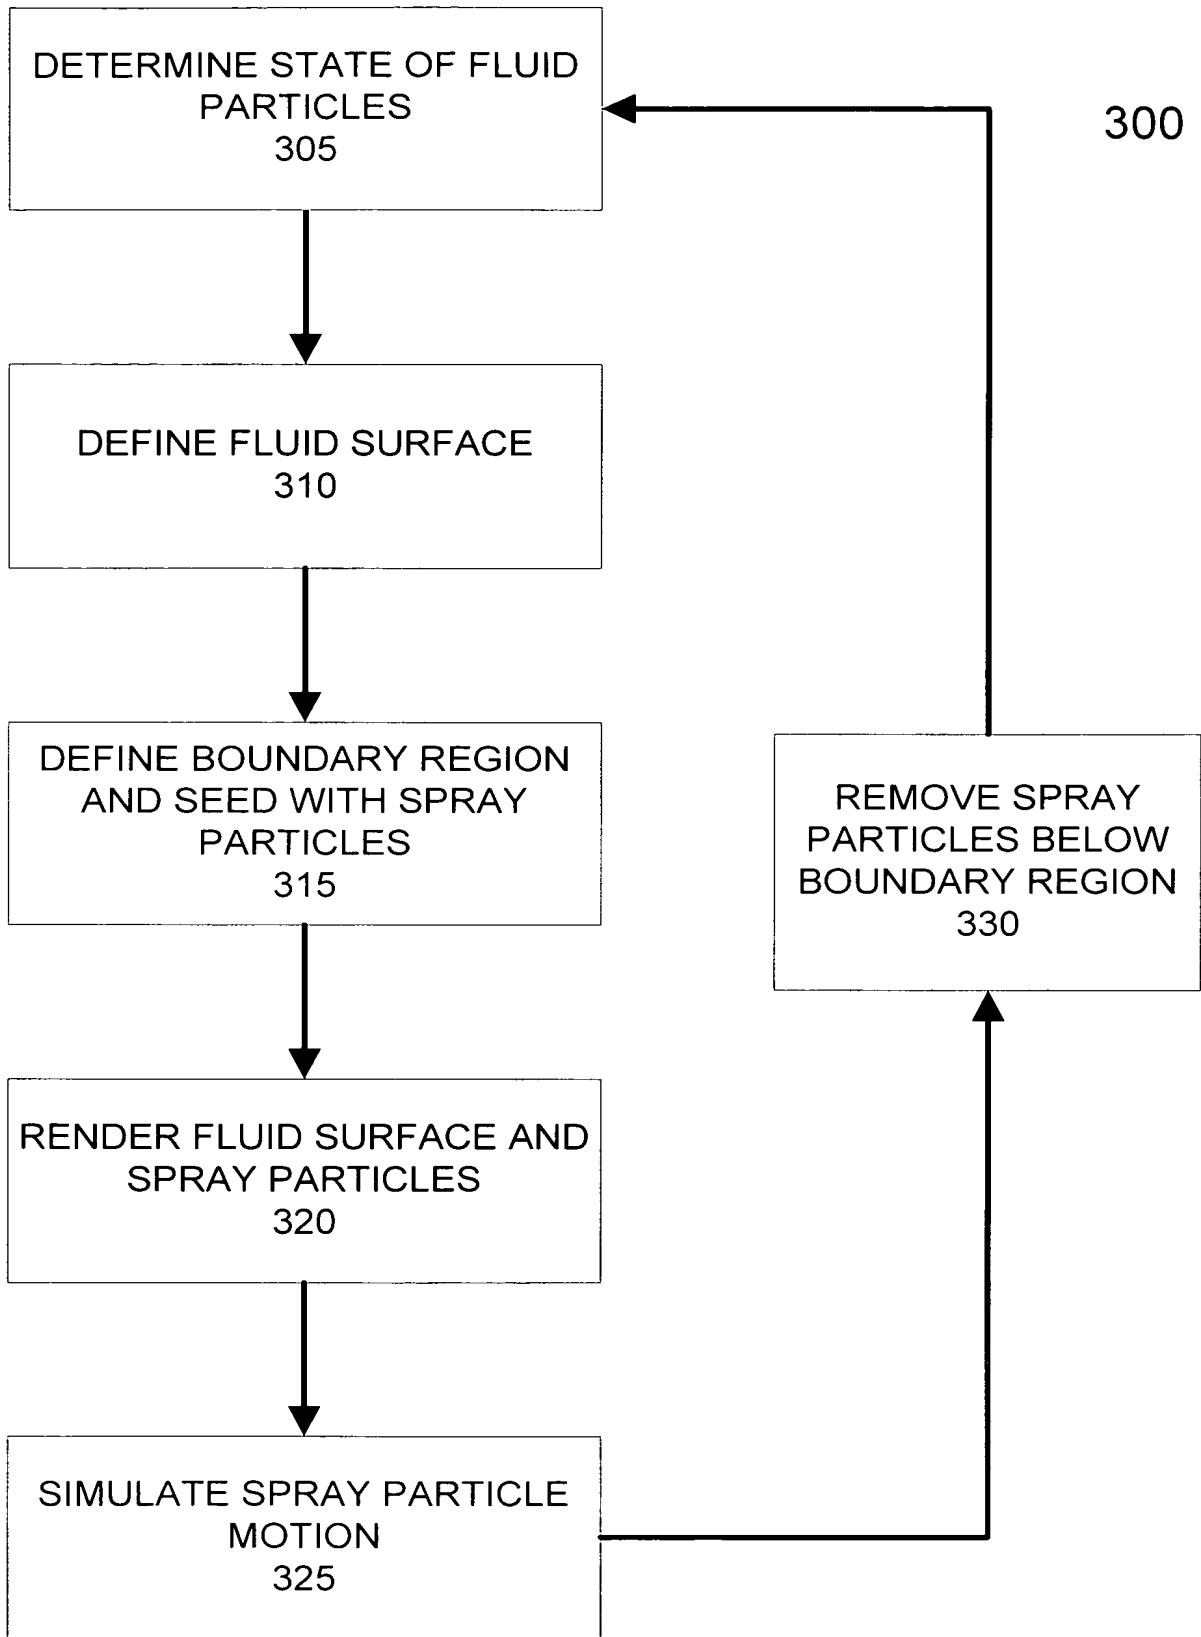 DETERMINE STATE OF FLUID
PARTICLES
305
300
DEFINE FLUID SURFACE
310
DEFINE BOUNDARY REGION
AND SEED WITH SPRAY
PARTICLES
315
RENDER FLUID SURFACE AND
SPRAY PARTICLES
320
SIMULATE SPRAY PARTICLE
MOTION
325
REMOVE SPRAY
PARTICLES BELOW
BOUNDARY REGION
330